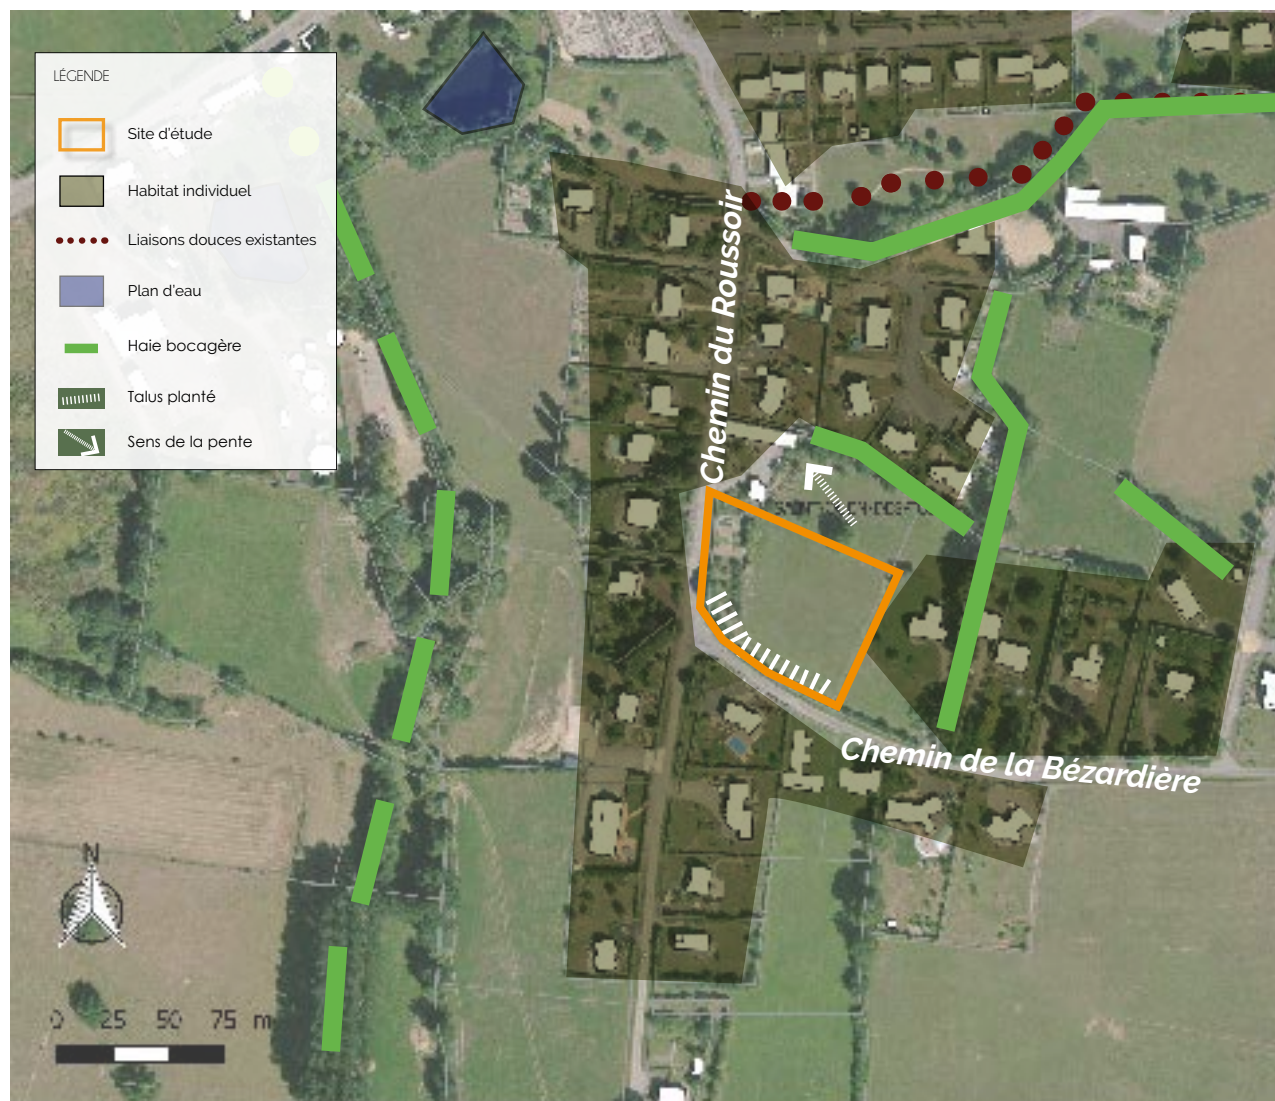 LÉGENDE
Site d'étude
Habitat individuel
Liaisons douces existantes
Plan d'eau
Haie bocagère
Talus planté
Sens de la pente
Chemin du Roussoir
Chemin de la Bézardière
N
0 25 50 75 m